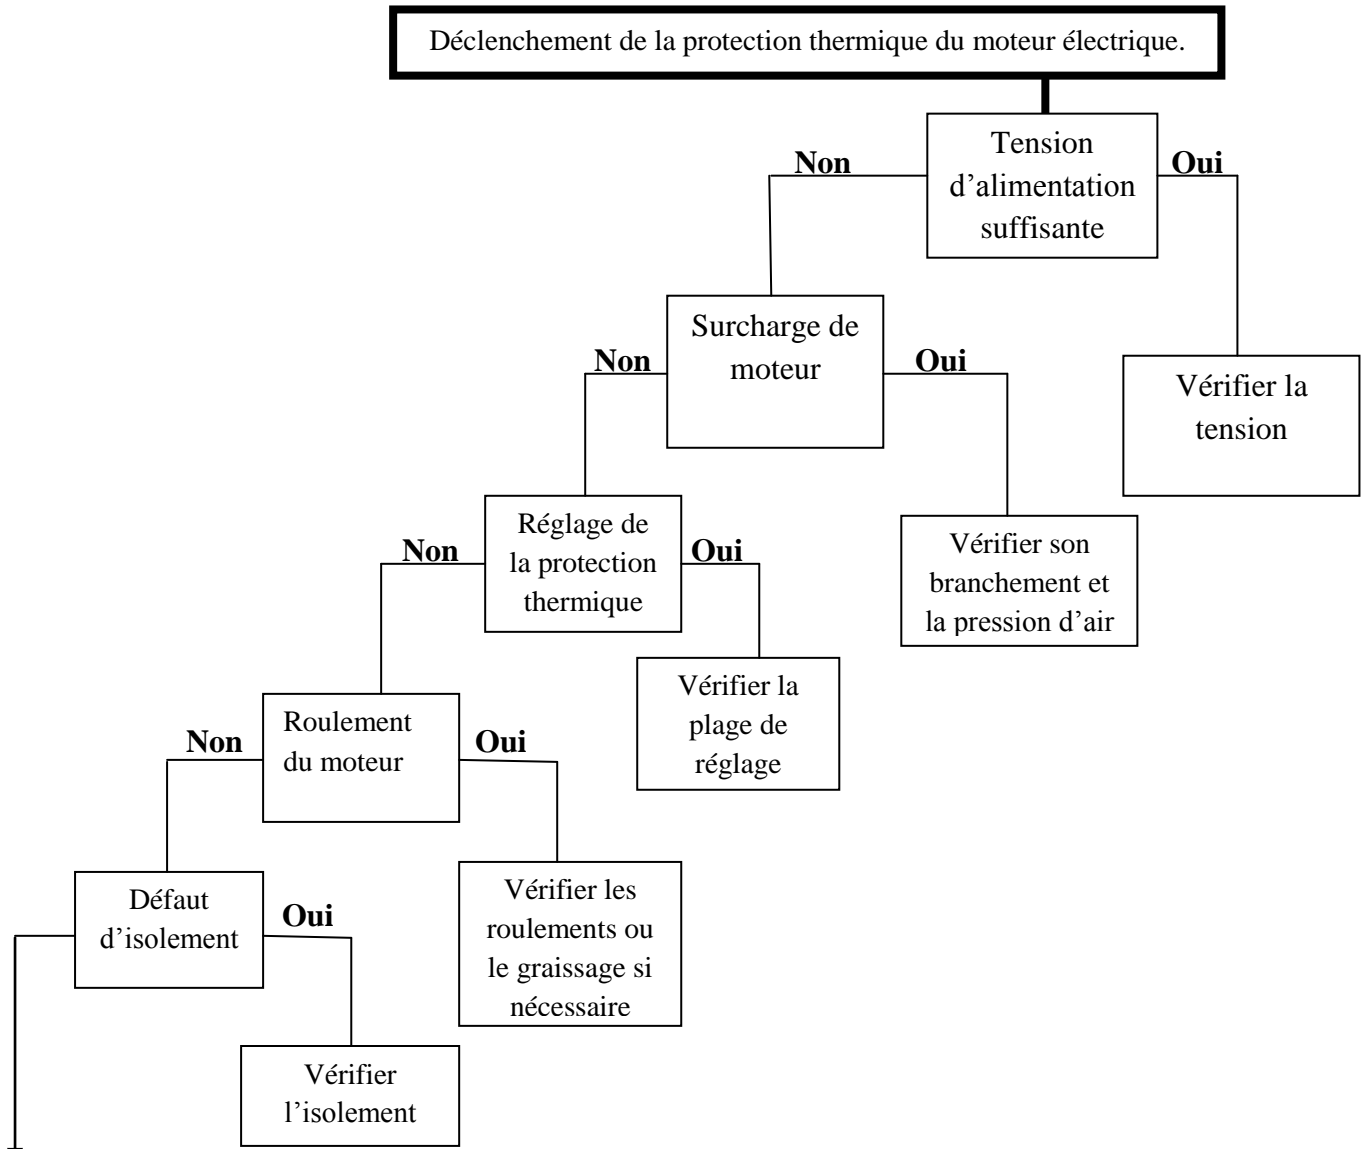 Déclenchement de la protection thermique du moteur électrique.
Tension
d’alimentation
suffisante
Non
Oui
Surcharge de
moteur
Non
Oui
Vérifier la
tension
Réglage de
la protection
thermique
Non
Oui
Vérifier son
branchement et
la pression d’air
Roulement
du moteur
Non
Oui
Vérifier la
plage de
réglage
Défaut
d’isolement
Oui
Vérifier les
roulements ou
le graissage si
nécessaire
Vérifier
l’isolement